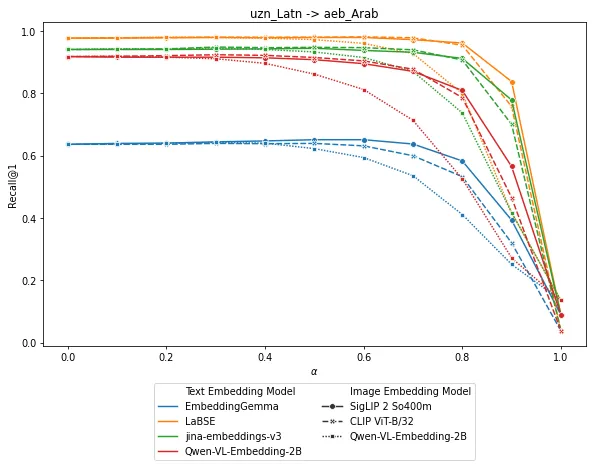 uzn_Latn -> aeb_Arab
Recall@1
1.0
0.8
0.6
0.4
0.2
0.0
0.0 0.2 0.4 0.6 0.8 1.0
α
Text Embedding Model Image Embedding Model
EmbeddingGemma SigLIP 2 So400m
LaBSE CLIP ViT-B/32
jina-embeddings-v3 Qwen-VL-Embedding-2B
Qwen-VL-Embedding-2B